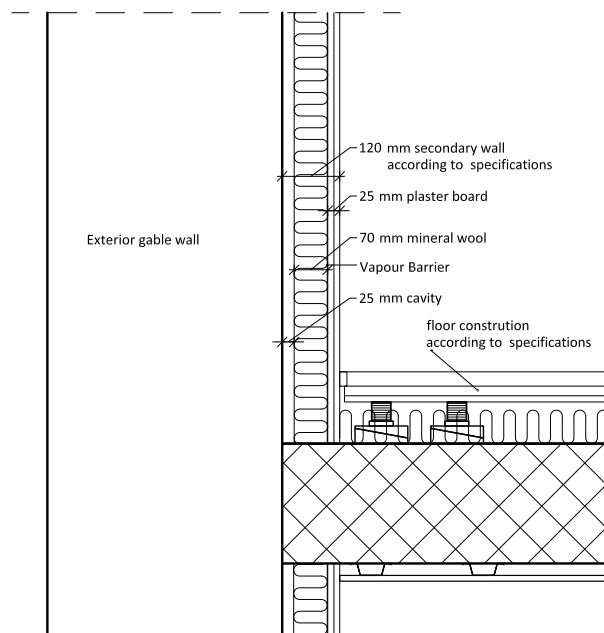 120 mm secondary wall
according to specifications
25 mm plaster board
Exterior gable wall
70 mm mineral wool
Vapour Barrier
25 mm cavity
floor constrution
according to specifications